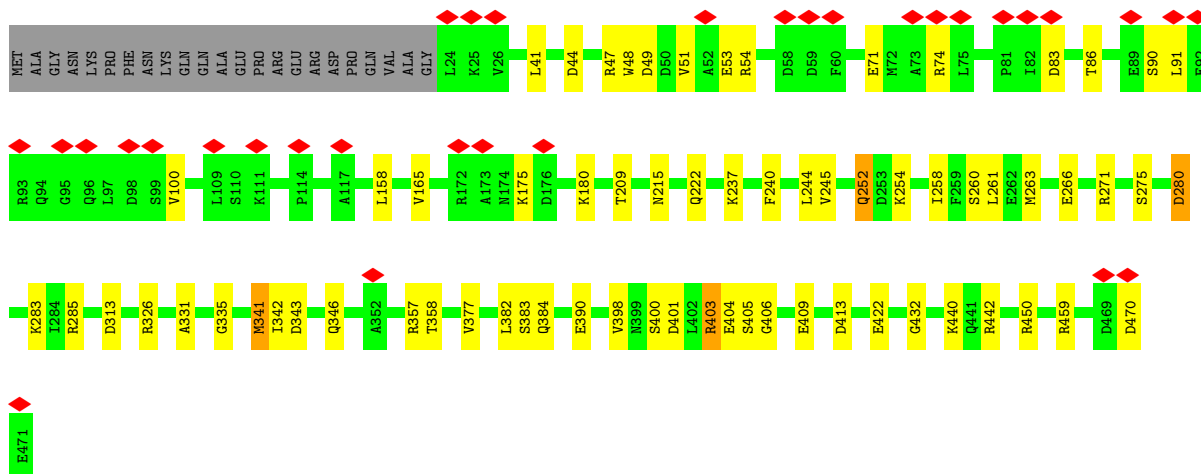 MET ALA GLY ASN LYS PRO PHE ASN LYS GLN GLN ALA GLU PRO ARG GLU ARG ASP PRO GLN VAL ALA GLY L24 K25 V26 L41 D44 R47 W48 D49 D50 V51 A52 E53 R54 D58 D59 F60 E71 M72 A73 R74 L75 P81 I82 D83 T86 E89 S90 L91 E92
R93 Q94 G95 Q96 L97 D98 S99 V100 L109 S110 K111 P114 A117 L158 V165 R172 A173 N174 K175 D176 K180 T209 N215 Q222 K237 F240 L244 V245 Q252 D253 K254 I258 F259 S260 L261 E262 M263 E266 R271 S275 D280
K283 I284 R285 D313 R326 A331 G335 M341 I342 D343 Q346 A352 R357 T358 V377 L382 S383 Q384 E390 V398 N399 S400 D401 L402 R403 E404 S405 G406 E409 D413 E422 G432 K440 Q441 R442 R450 R459 D469 D470
E471